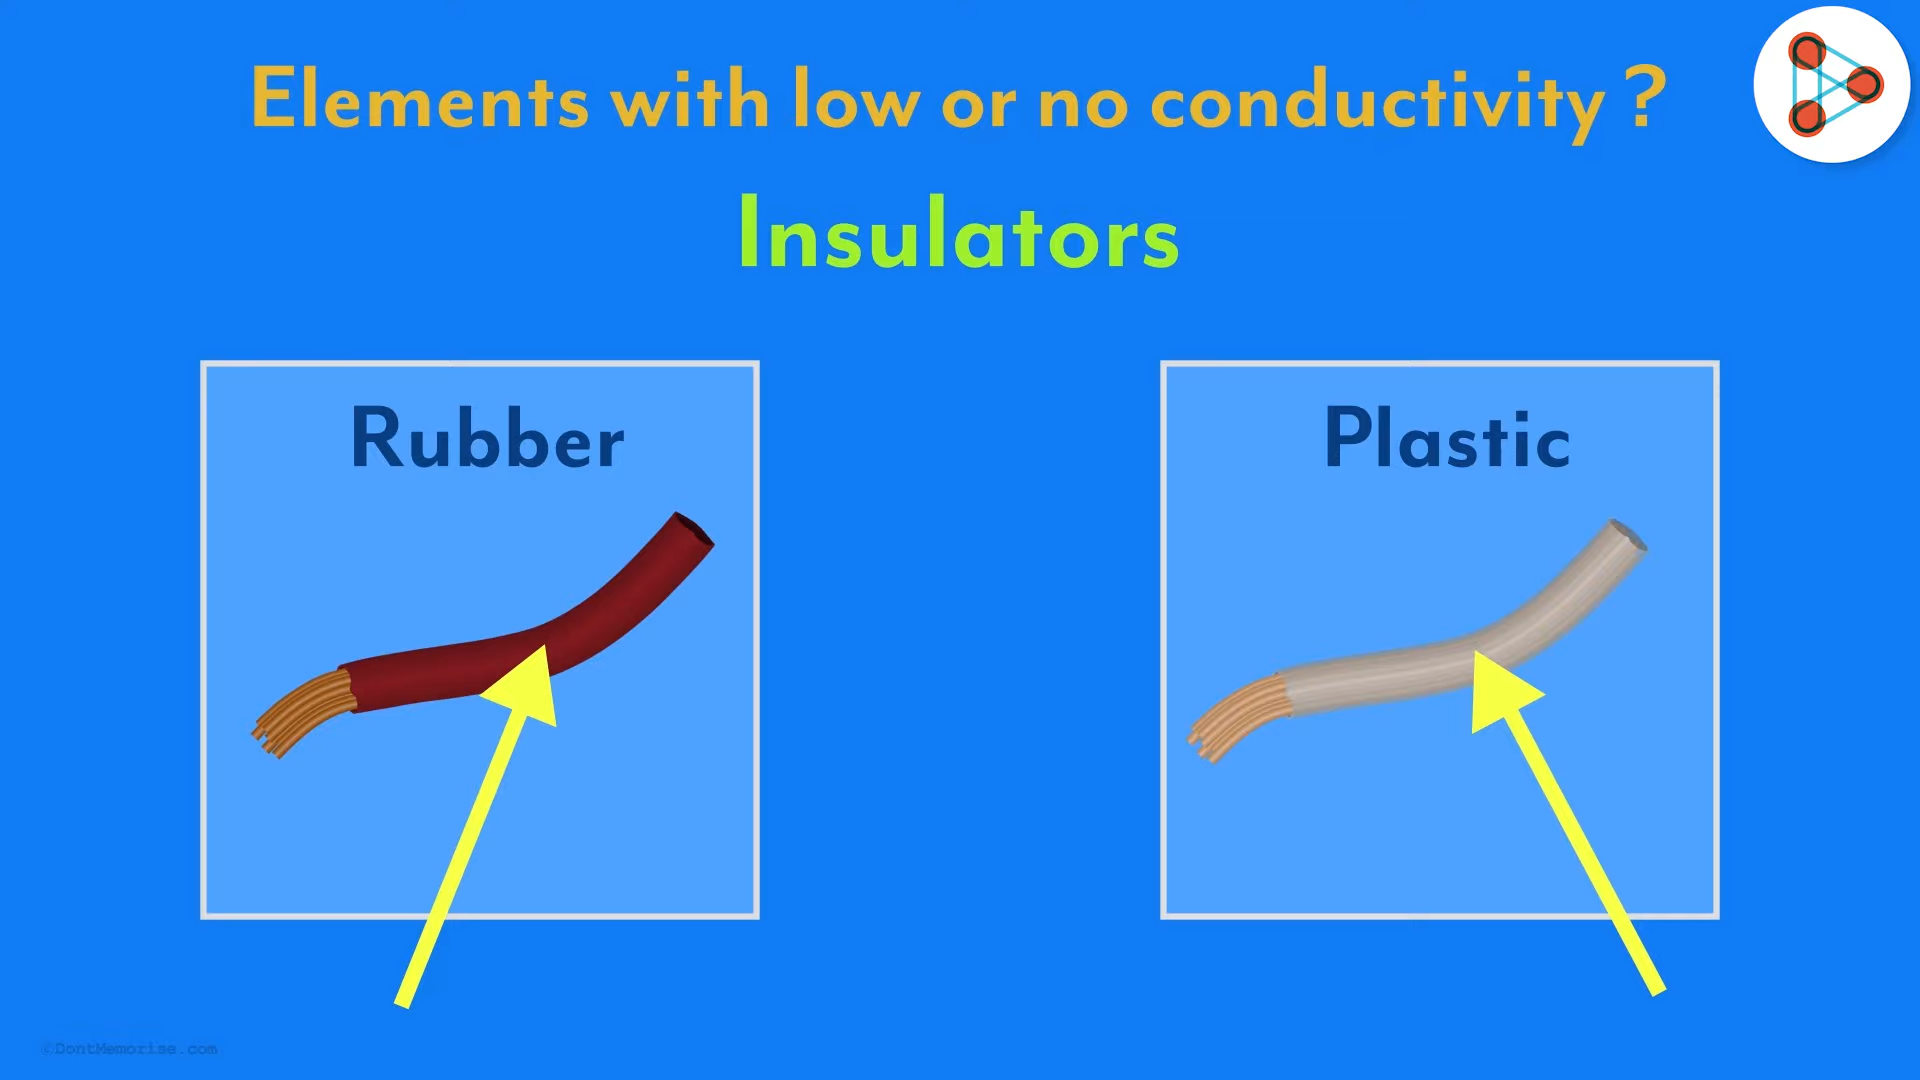 Elements with low or no conductivity ?
Insulators
Rubber
Plastic
©DontMemorise.com